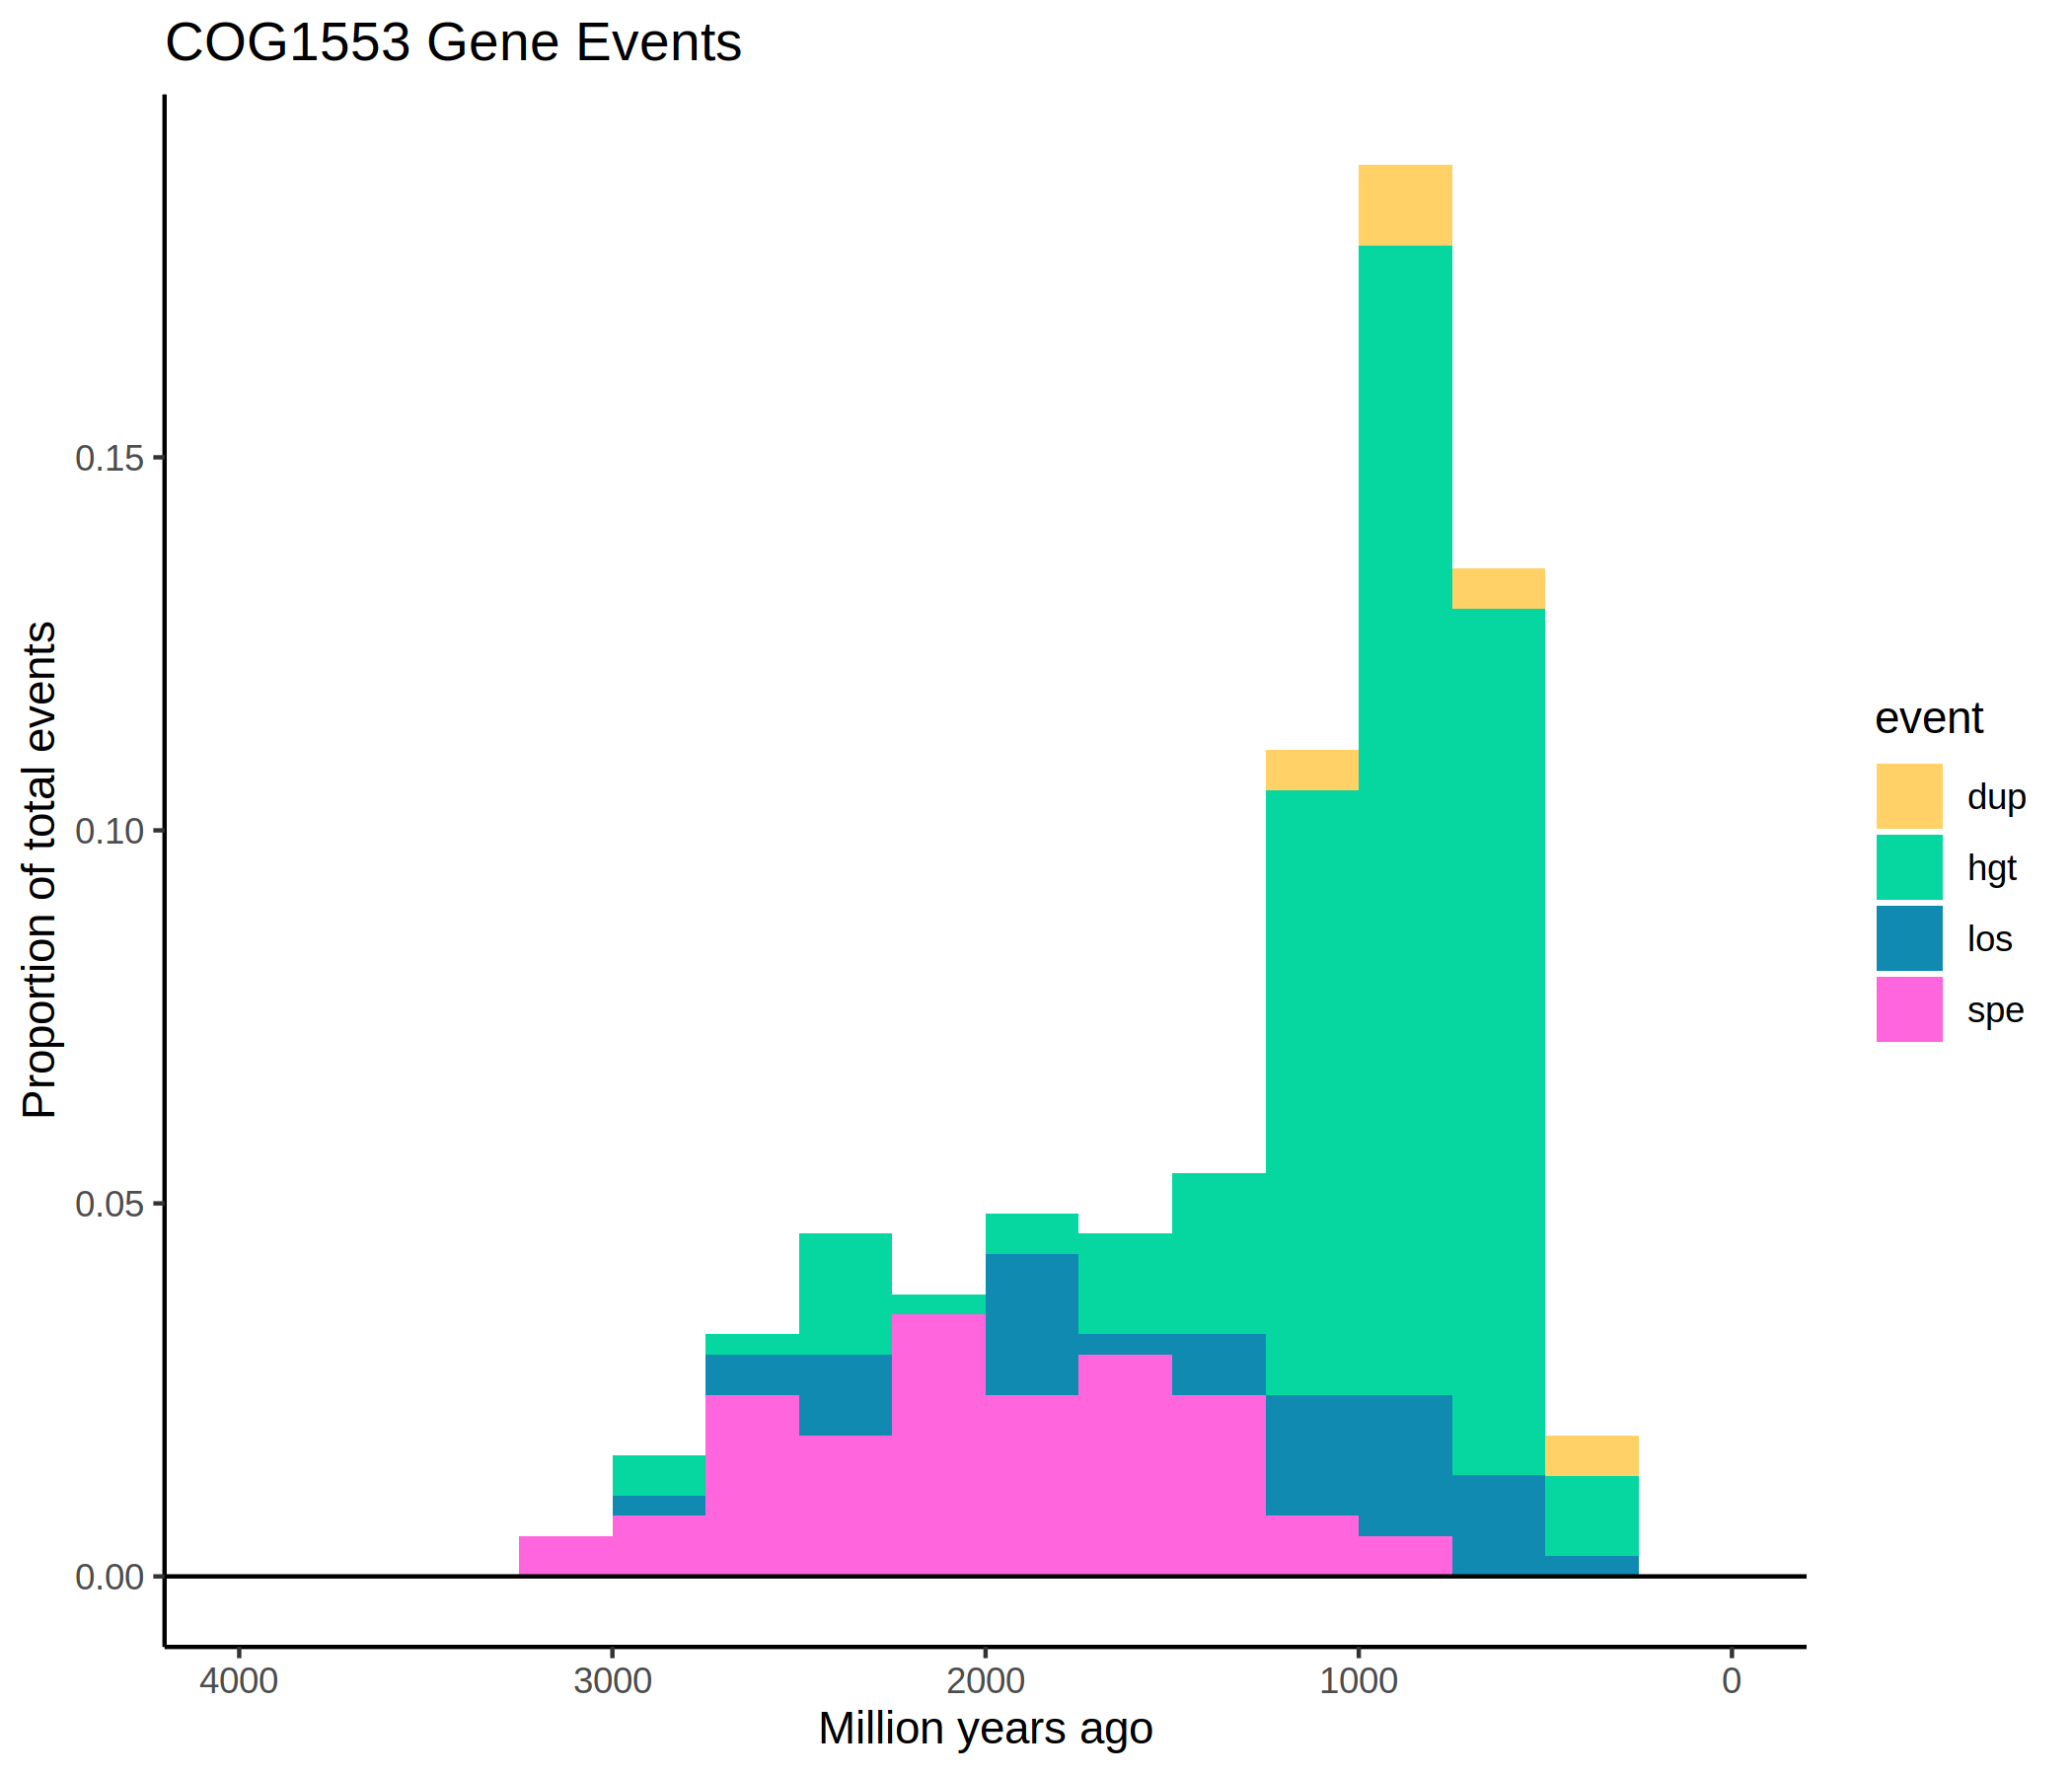 COG1553 Gene Events
Proportion of total events
0.15
0.10
0.05
0.00
4000 3000 2000 1000 0
Million years ago
event
dup
hgt
los
spe